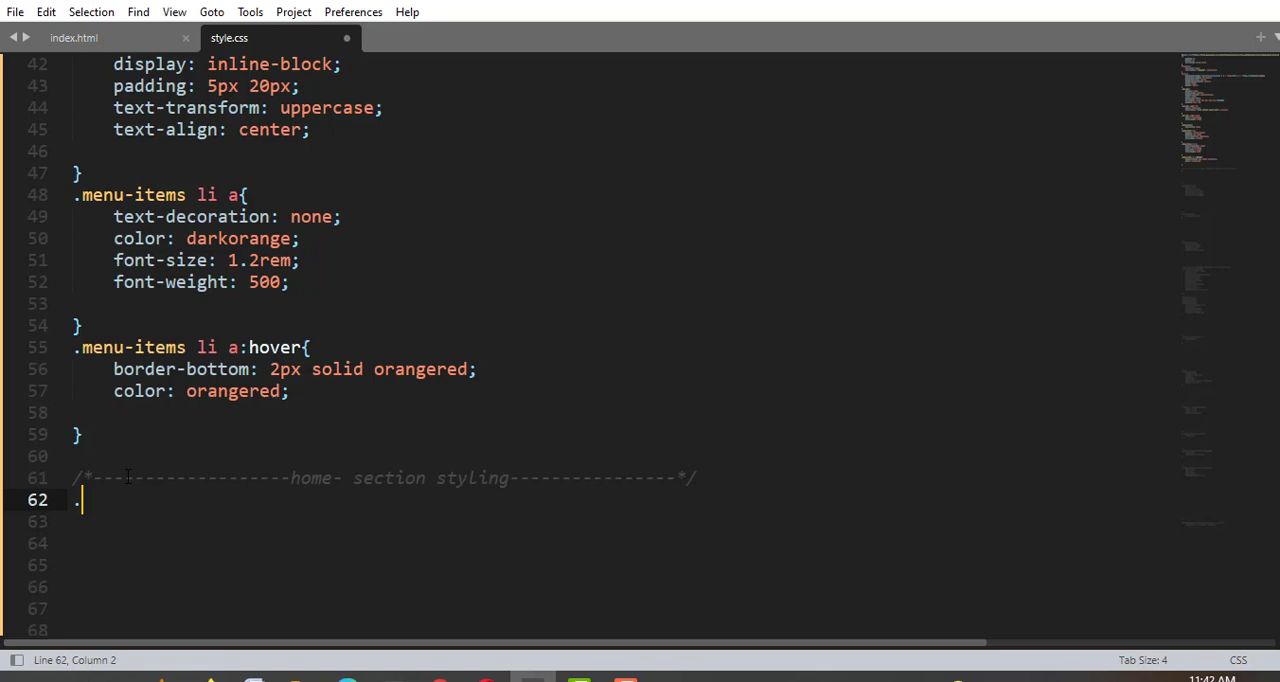 File Edit Selection Find View Goto Tools Project Preferences Help
index.html × style.css
42 display: inline-block;
43 padding: 5px 20px;
44 text-transform: uppercase;
45 text-align: center;
46
47 }
48 .menu-items li a{
49 text-decoration: none;
50 color: darkorange;
51 font-size: 1.2rem;
52 font-weight: 500;
53
54 }
55 .menu-items li a:hover{
56 border-bottom: 2px solid orangered;
57 color: orangered;
58
59 }
60
61 /*-------------------home- section styling----------------*/
62 .
63
64
65
66
67
68
Line 62, Column 2 Tab Size: 4 CSS
11:42 AM